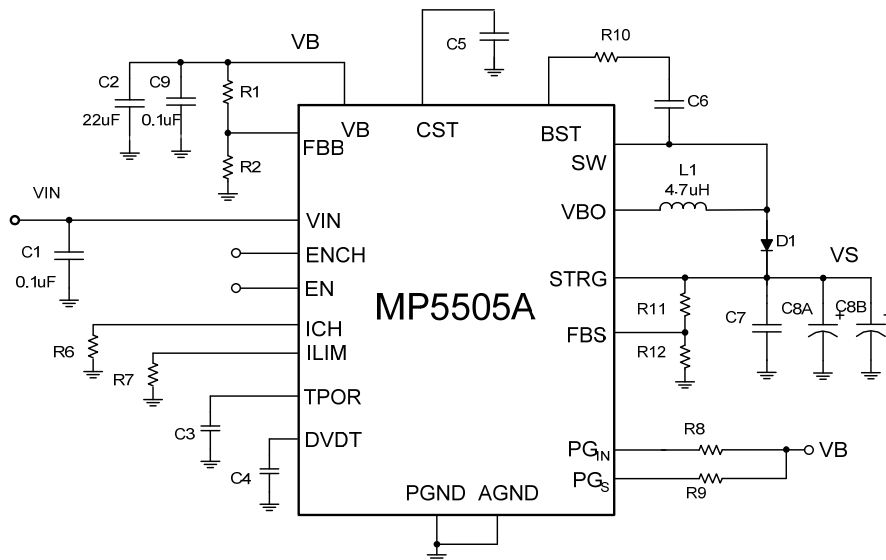 VB
C5
R10
C2
C9
R1
C6
22uF
0.1uF
VB
CST
BST
FBB
R2
SW
L1
4.7uH
VIN
VIN
VBO
ENCH
D1
C1
0.1uF
VS
EN
STRG
MP5505A
R11
C7
C8A
+
C8B
+
ICH
FBS
R6
ILIM
R12
R7
TPOR
C3
DVDT
PGIN
R8
VB
C4
PGS
R9
PGND
AGND